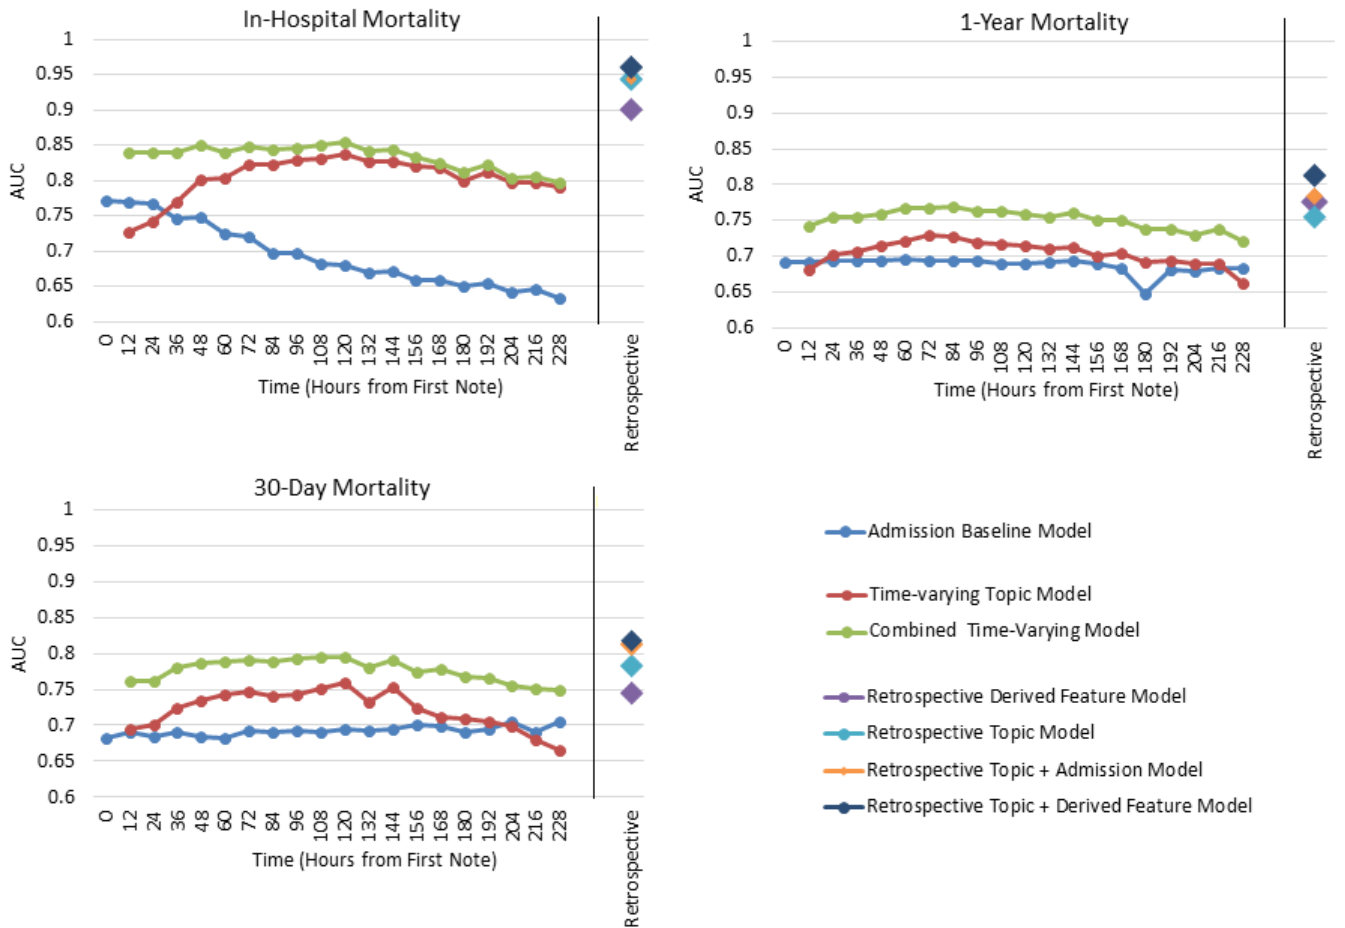 In-Hospital Mortality
1
0.95
0.9
0.85
0.8
0.75
0.7
0.65
0.6
AUC
0 12 24 36 48 60 72 84 96 108 120 132 144 156 168 180 192 204 216 228
Time (Hours from First Note)
Retrospective
1-Year Mortality
1
0.95
0.9
0.85
0.8
0.75
0.7
0.65
0.6
AUC
0 12 24 36 48 60 72 84 96 108 120 132 144 156 168 180 192 204 216 228
Time (Hours from First Note)
Retrospective
30-Day Mortality
1
0.95
0.9
0.85
0.8
0.75
0.7
0.65
0.6
AUC
0 12 24 36 48 60 72 84 96 108 120 132 144 156 168 180 192 204 216 228
Time (Hours from First Note)
Retrospective
Admission Baseline Model
Time-varying Topic Model
Combined Time-Varying Model
Retrospective Derived Feature Model
Retrospective Topic Model
Retrospective Topic + Admission Model
Retrospective Topic + Derived Feature Model